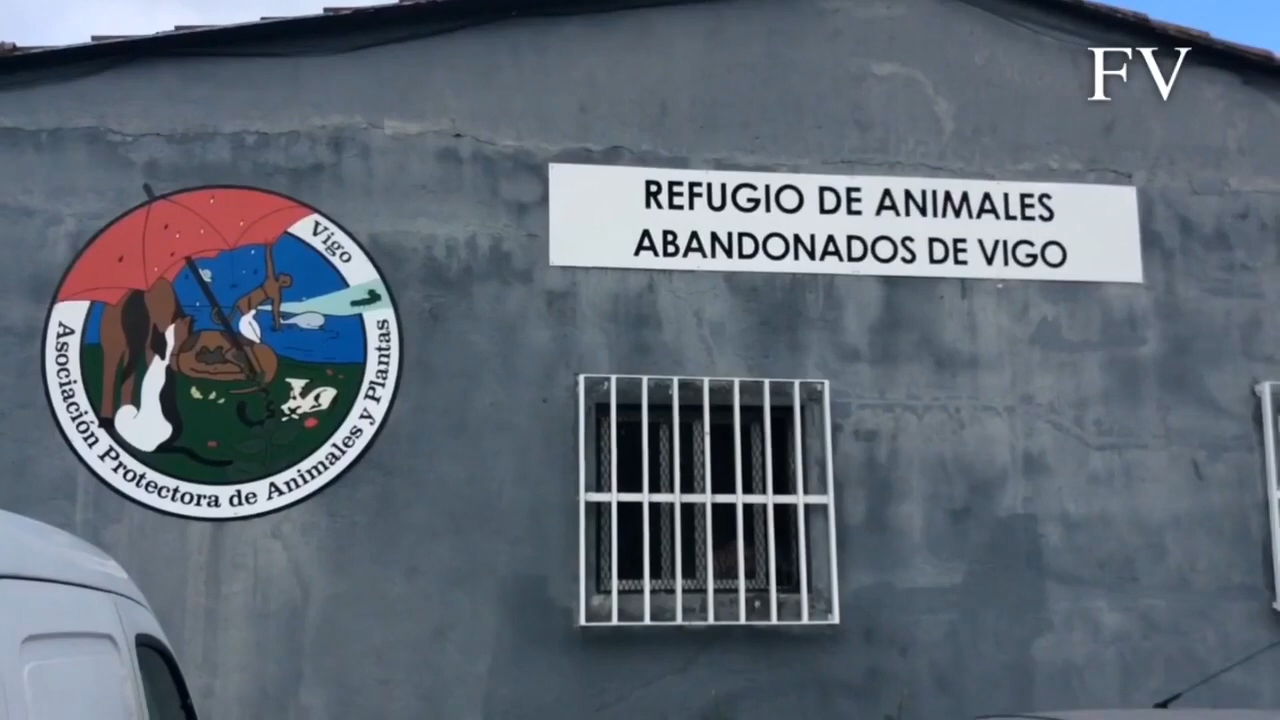 FV
REFUGIO DE ANIMALES
ABANDONADOS DE VIGO
Vigo
Asociación Protectora de Animales y Plantas